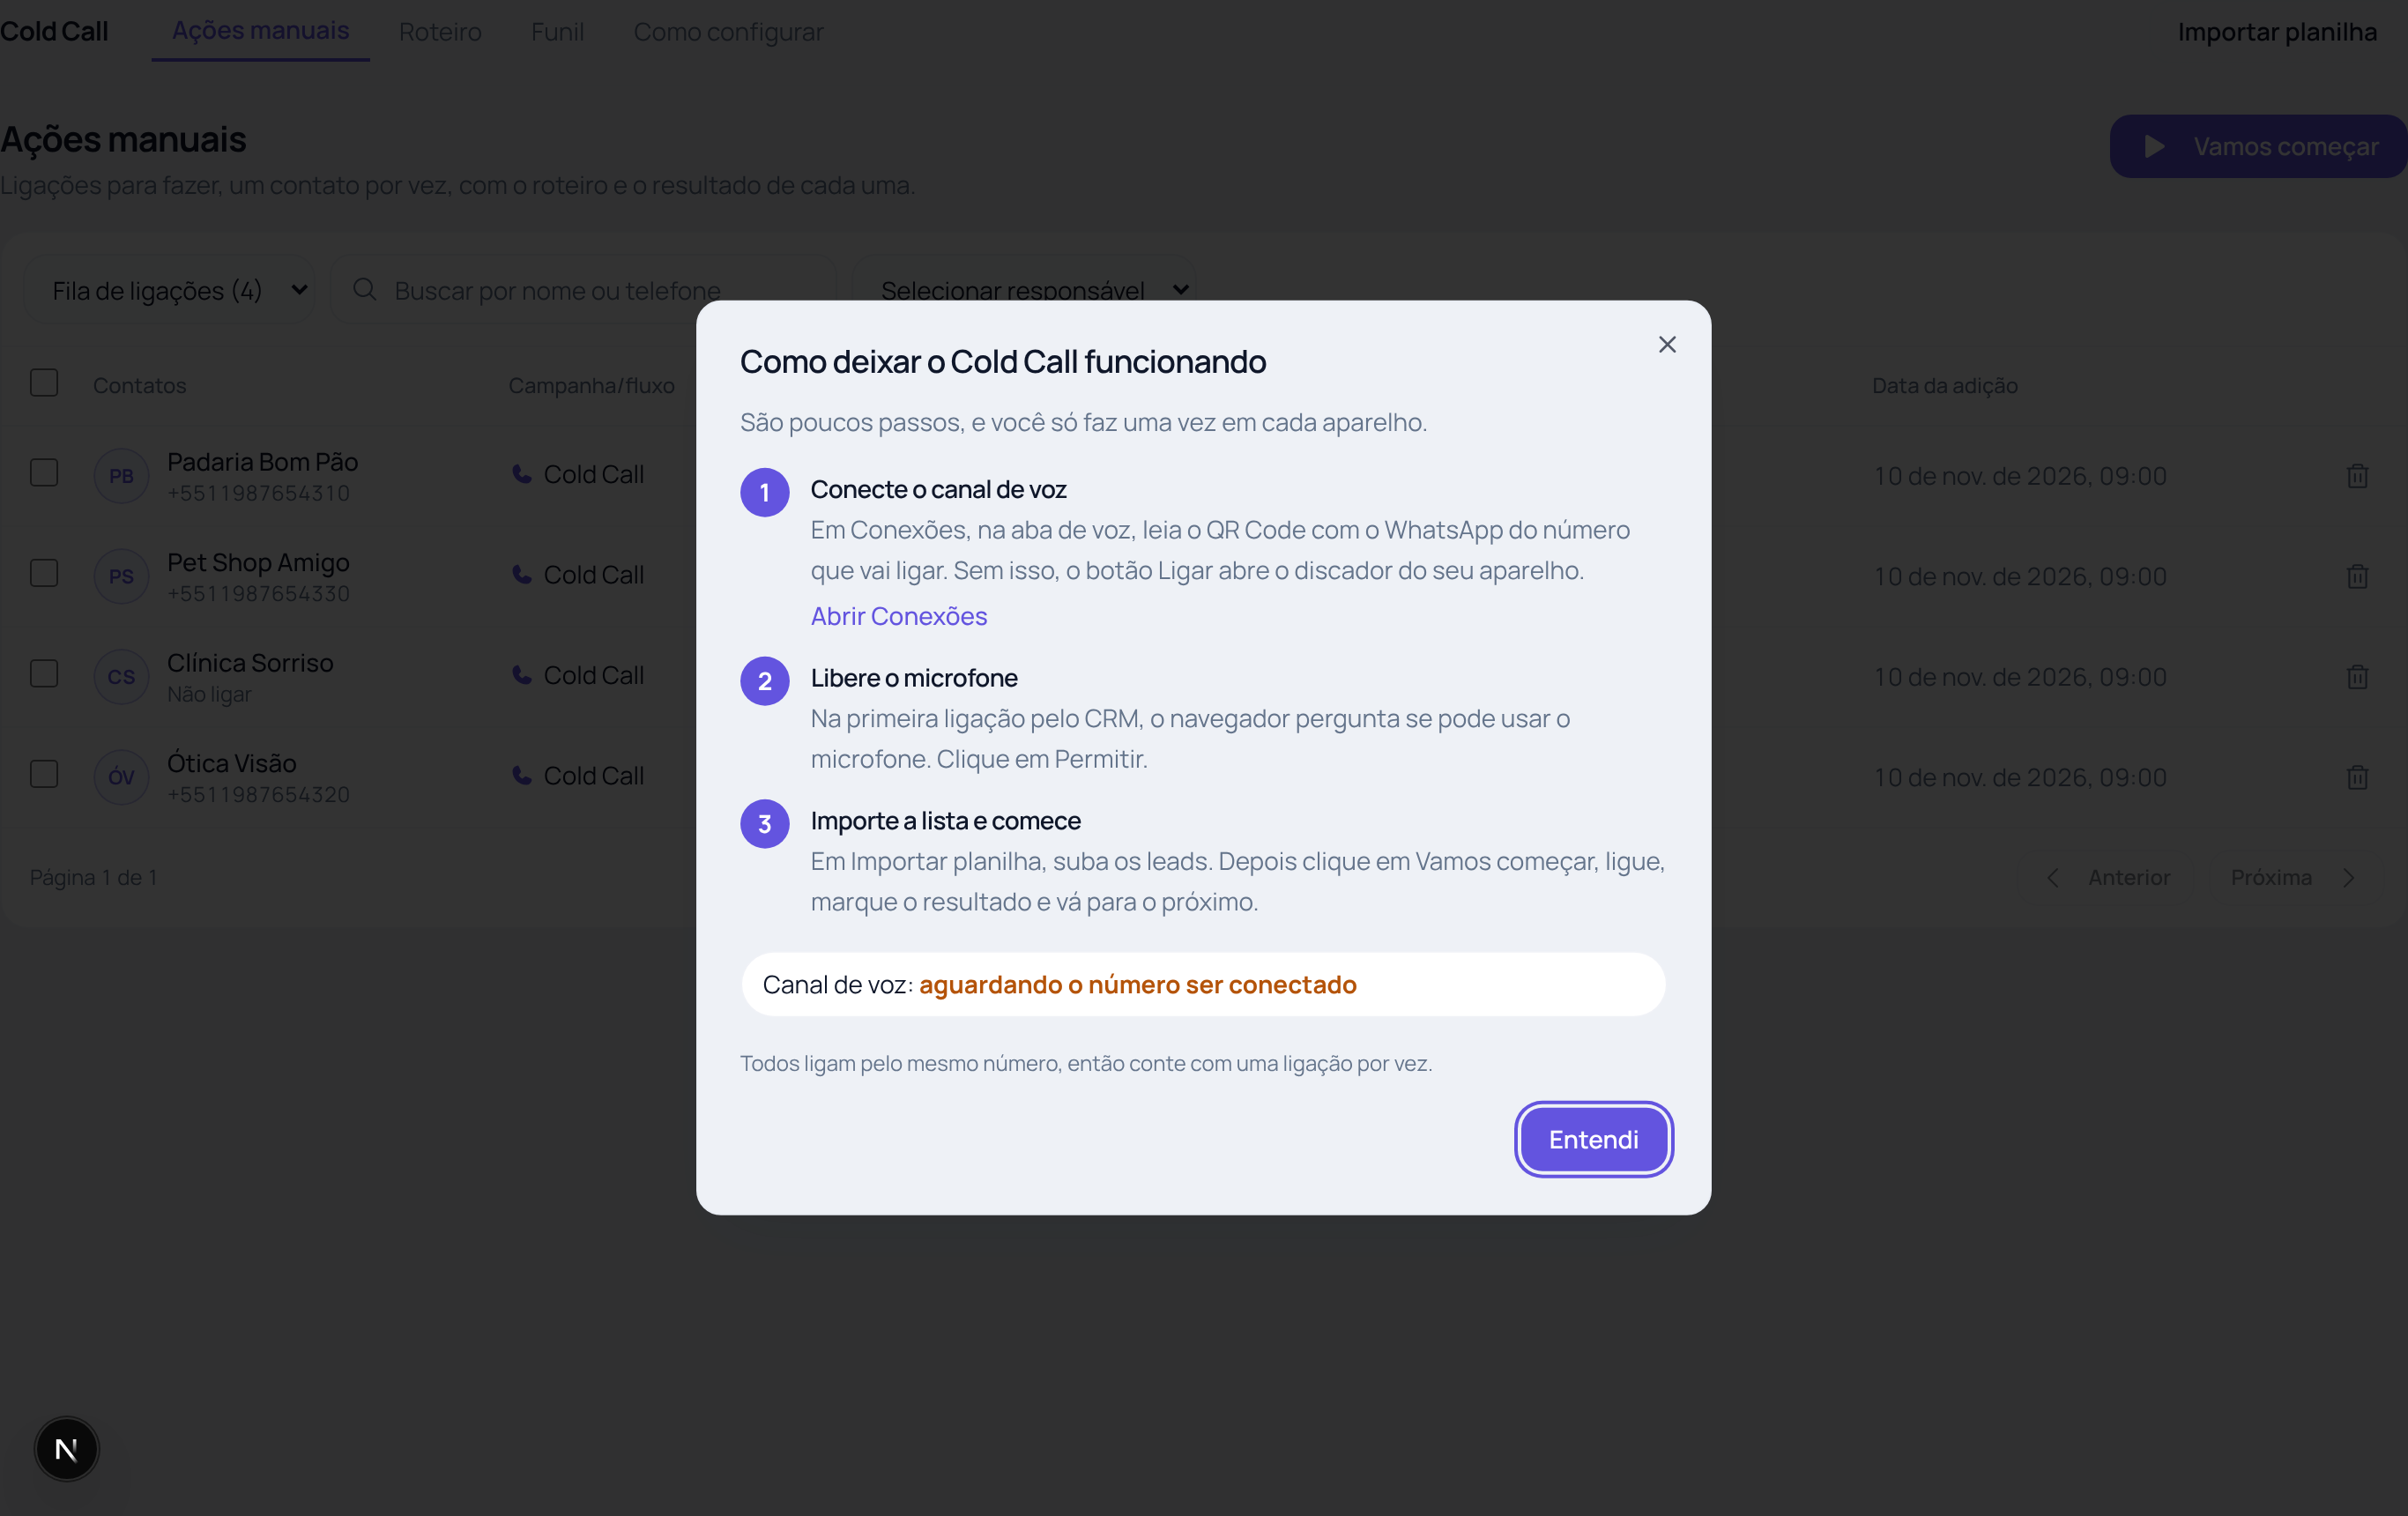 Cold Call
Ações manuais
Roteiro
Funil
Como configurar
Importar planilha
Ações manuais
Ligações para fazer, um contato por vez, com o roteiro e o resultado de cada uma.
Vamos começar
Fila de ligações (4)
Buscar por nome ou telefone
Selecionar responsável
Contatos
Campanha/fluxo
Data da adição
PB
Padaria Bom Pão
+5511987654310
Cold Call
10 de nov. de 2026, 09:00
PS
Pet Shop Amigo
+5511987654330
Cold Call
10 de nov. de 2026, 09:00
CS
Clínica Sorriso
Não ligar
Cold Call
10 de nov. de 2026, 09:00
ÓV
Ótica Visão
+5511987654320
Cold Call
10 de nov. de 2026, 09:00
Página 1 de 1
Anterior
Próxima
Como deixar o Cold Call funcionando
São poucos passos, e você só faz uma vez em cada aparelho.
1
Conecte o canal de voz
Em Conexões, na aba de voz, leia o QR Code com o WhatsApp do número
que vai ligar. Sem isso, o botão Ligar abre o discador do seu aparelho.
Abrir Conexões
2
Libere o microfone
Na primeira ligação pelo CRM, o navegador pergunta se pode usar o
microfone. Clique em Permitir.
3
Importe a lista e comece
Em Importar planilha, suba os leads. Depois clique em Vamos começar, ligue,
marque o resultado e vá para o próximo.
Canal de voz: aguardando o número ser conectado
Todos ligam pelo mesmo número, então conte com uma ligação por vez.
Entendi
N